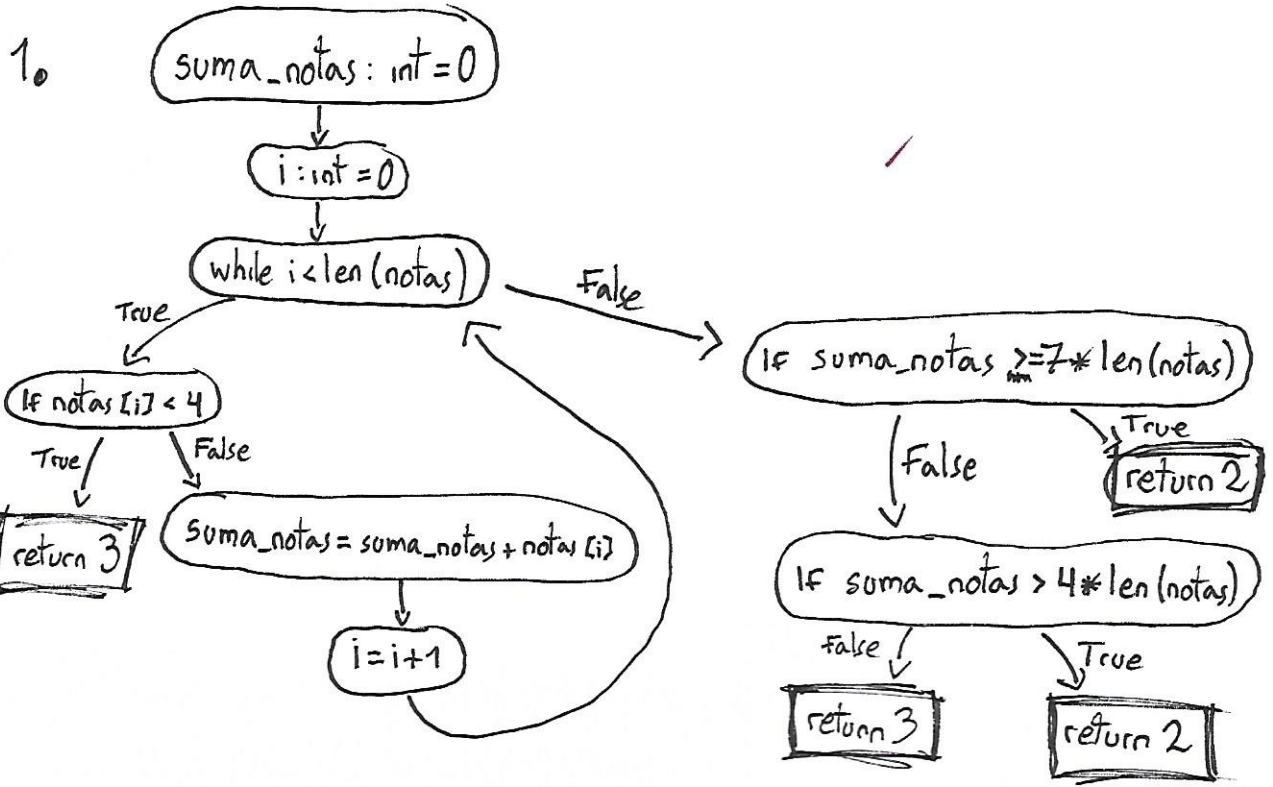 1.
suma_notas: int = 0
i: int = 0
while i < len (notas)
True
False
If notas [i] < 4
True
False
return 3
suma_notas = suma_notas + notas [i]
i = i+1
If suma_notas >= 7 * len (notas)
False
True
return 2
If suma_notas > 4 * len (notas)
False
True
return 3
return 2